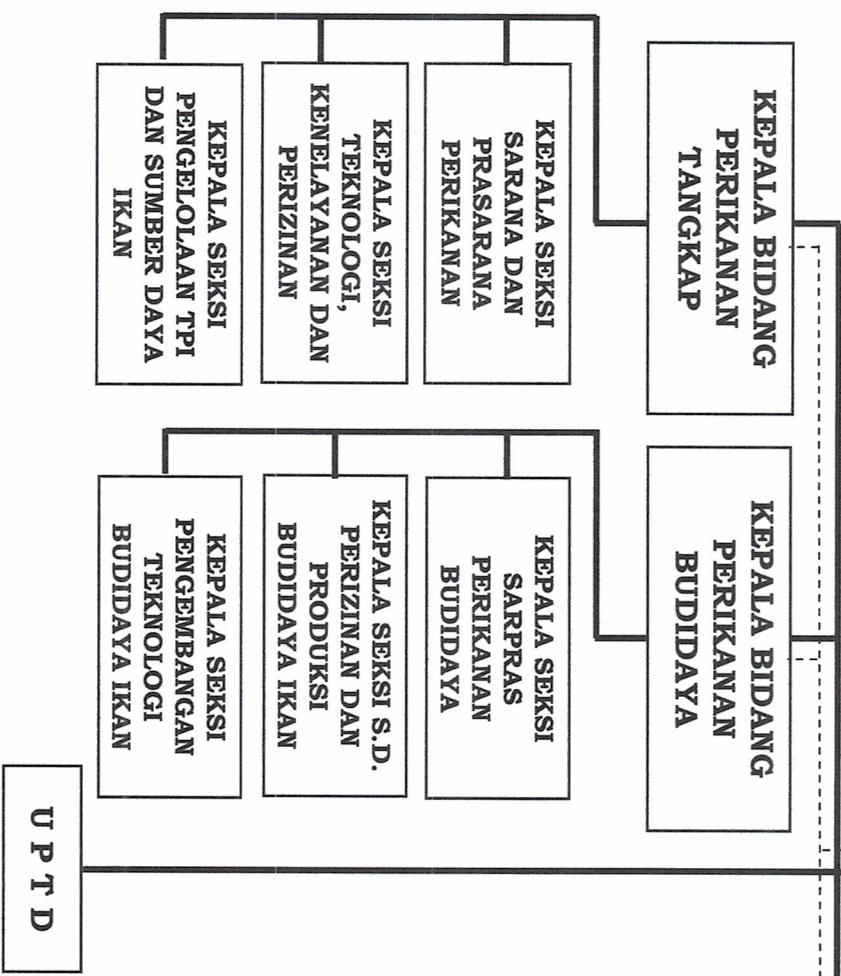 KEPALA BIDANG
PERIKANAN
TANGKAP
KEPALA SEKSI
SARANA DAN
PRASARANA
PERIKANAN
KEPALA SEKSI
TEKNOLOGI,
KENELAYANAN DAN
PERIZINAN
KEPALA SEKSI
PENGELOLAAN TPI
DAN SUMBER DAYA
IKAN
KEPALA BIDANG
PERIKANAN
BUDIDAYA
KEPALA SEKSI
SARPRAS
PERIKANAN
BUDIDAYA
KEPALA SEKSI S.D.
PERIZINAN DAN
PRODUKSI
BUDIDAYA IKAN
KEPALA SEKSI
PENGEMBANGAN
TEKNOLOGI
BUDIDAYA IKAN
U P T D